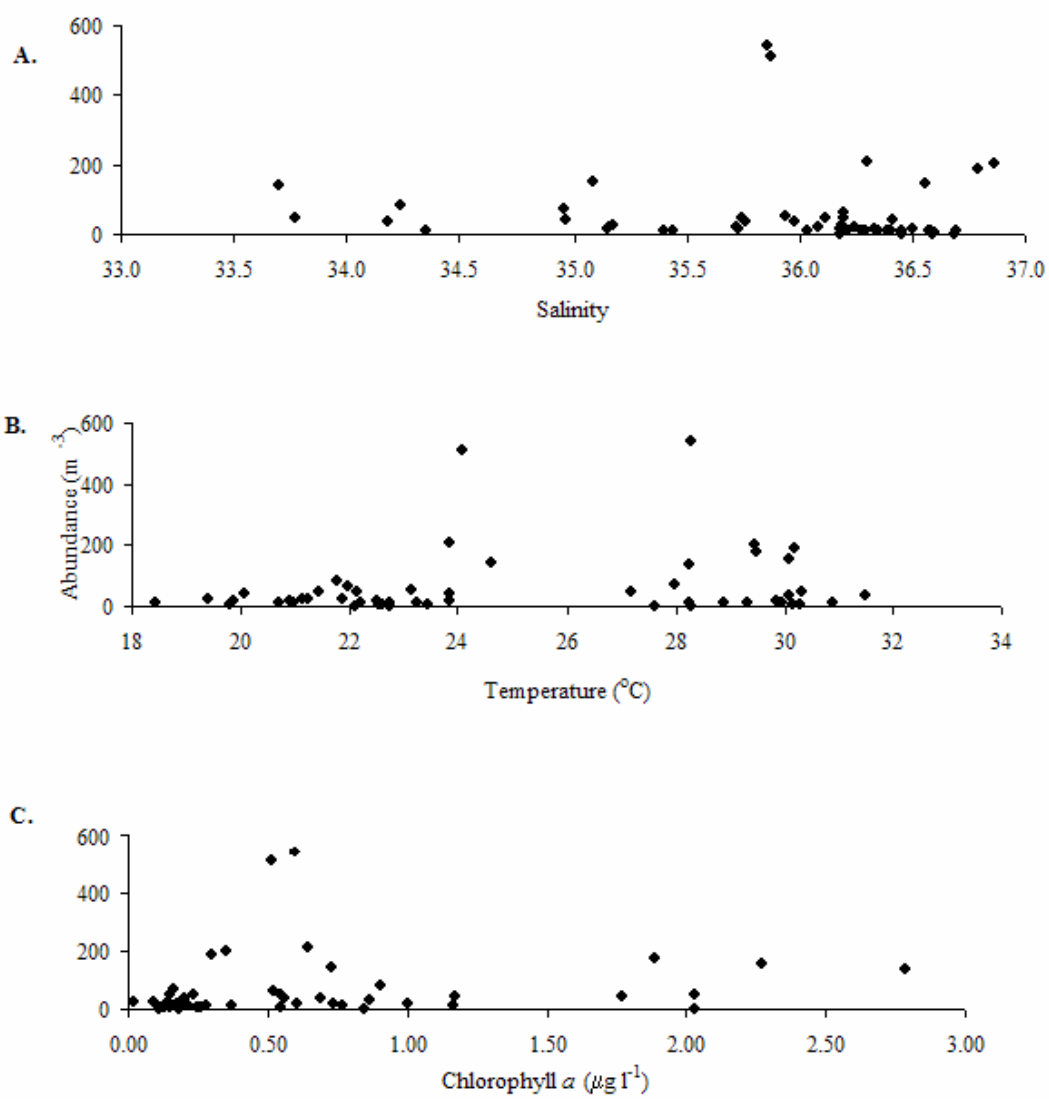 A.
600
400
200
0
33.0 33.5 34.0 34.5 35.0 35.5 36.0 36.5 37.0
Salinity
B.
Abundance (m -3)
600
400
200
0
18 20 22 24 26 28 30 32 34
Temperature (oC)
C.
600
400
200
0
0.00 0.50 1.00 1.50 2.00 2.50 3.00
Chlorophyll a (µg l-1)